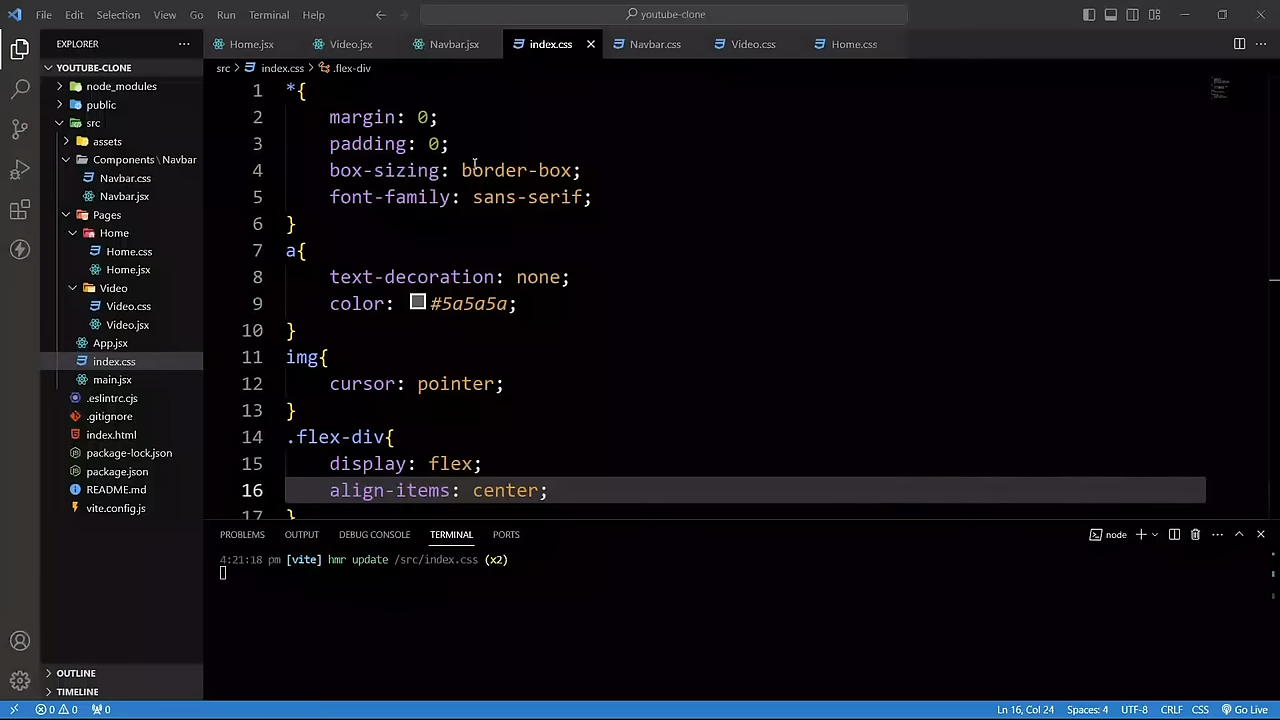 File Edit Selection View Go Run Terminal Help
youtube-clone
EXPLORER
Home.jsx Video.jsx Navbar.jsx index.css Navbar.css Video.css Home.css
YOUTUBE-CLONE
src > index.css > .flex-div
node_modules
public
src
assets
Components \ Navbar
Navbar.css
Navbar.jsx
Pages
Home
Home.css
Home.jsx
Video
Video.css
Video.jsx
App.jsx
index.css
main.jsx
.eslintrc.cjs
.gitignore
index.html
package-lock.json
package.json
README.md
vite.config.js
OUTLINE
TIMELINE
1 *{
2 margin: 0;
3 padding: 0;
4 box-sizing: border-box;
5 font-family: sans-serif;
6 }
7 a{
8 text-decoration: none;
9 color: #5a5a5a;
10 }
11 img{
12 cursor: pointer;
13 }
14 .flex-div{
15 display: flex;
16 align-items: center;
17 }
PROBLEMS OUTPUT DEBUG CONSOLE TERMINAL PORTS
node
4:21:18 pm [vite] hmr update /src/index.css (x2)
0 0 0
Ln 16, Col 24 Spaces: 4 UTF-8 CRLF CSS Go Live